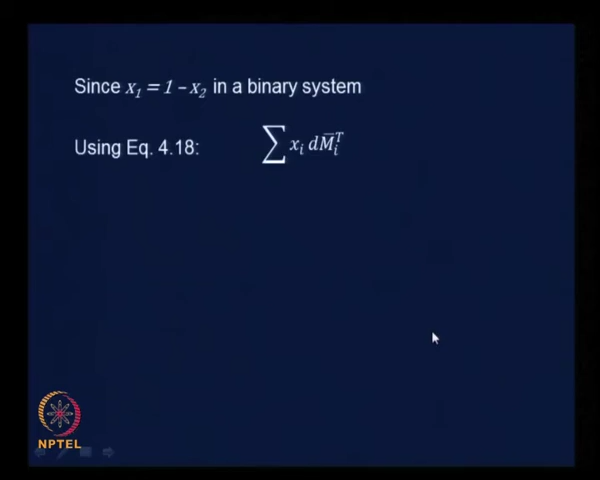 Since x₁ = 1 – x₂ in a binary system
Using Eq. 4.18: ∑ xᵢ dM̅ᵢᵀ
NPTEL